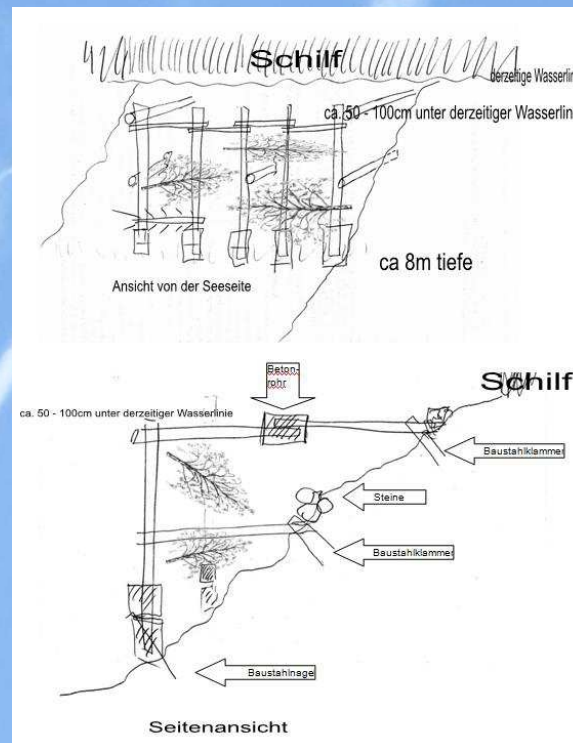 Schilf
derzeitige Wasserlin
ca. 50 - 100cm unter derzeitiger Wasserlin
ca 8m tiefe
Ansicht von der Seeseite
Beton-
rohr
Schilf
ca. 50 - 100cm unter derzeitiger Wasserlinie
Baustahlklammer
Steine
Baustahlklammer
Baustahlnage
Seitenansicht